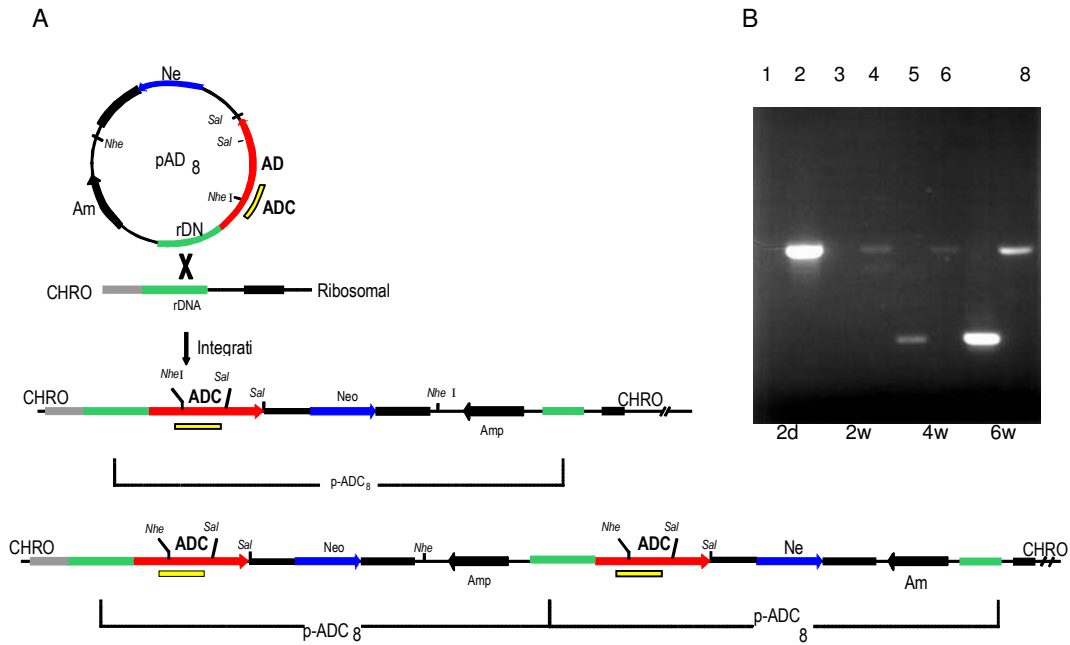 A
B
Ne
1 2 3 4 5 6 8
Sal
Sal
Nhe
pAD 8
AD
Nhe I
ADC
Am
rDN
CHRO
rDNA
Ribosomal
Integrati
Nhe I
ADC
Sal
Sal
Neo
Nhe I
CHRO
CHRO
Amp
2d 2w 4w 6w
p-ADC8
Nhe
ADC
Sal
Sal
Neo
Nhe
Nhe
ADC
Sal
Sal
Ne
CHRO
CHRO
Amp
Am
p-ADC 8
p-ADC
8